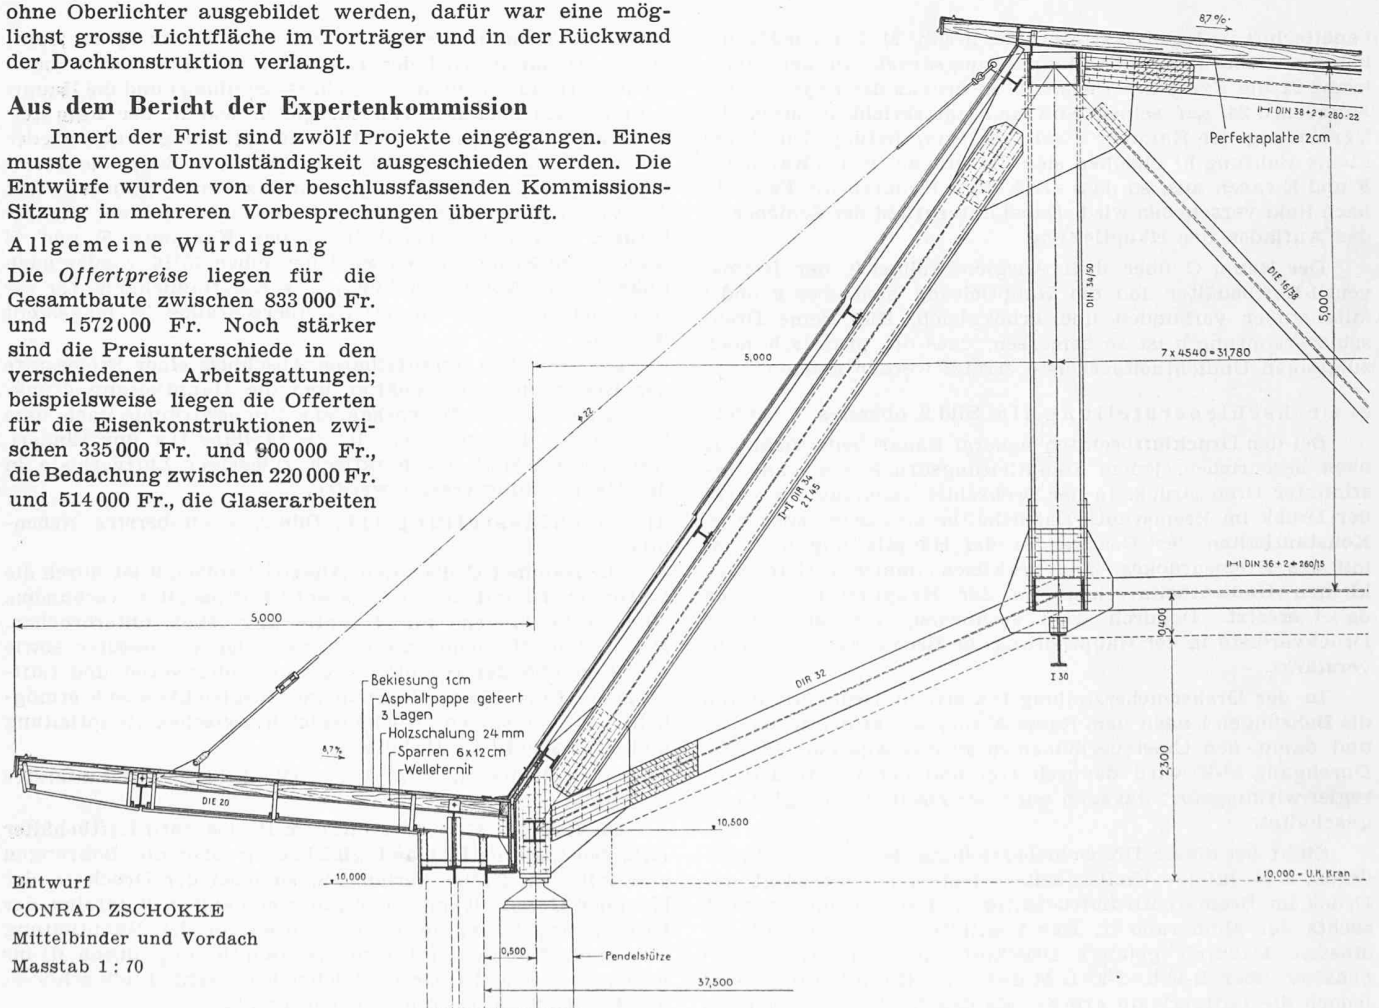 ohne Oberlichter ausgebildet werden, dafür war eine mög-
lichst grosse Lichtfläche im Torträger und in der Rückwand
der Dachkonstruktion verlangt.
Aus dem Bericht der Expertenkommission
Innert der Frist sind zwölf Projekte eingegangen. Eines
musste wegen Unvollständigkeit ausgeschieden werden. Die
Entwürfe wurden von der beschlussfassenden Kommissions-
Sitzung in mehreren Vorbesprechungen überprüft.
Allgemeine Würdigung
Die Offertpreise liegen für die
Gesamtbaute zwischen 833 000 Fr.
und 1 572 000 Fr. Noch stärker
sind die Preisunterschiede in den
verschiedenen Arbeitsgattungen;
beispielsweise liegen die Offerten
für die Eisenkonstruktionen zwi-
schen 335 000 Fr. und 900 000 Fr.,
die Bedachung zwischen 220 000 Fr.
und 514 000 Fr., die Glaserarbeiten
8,7%
DIN 38 + 2 ÷ 280·22
Perfektaplatte 12cm
DIE 16/38
DIN 34/50
5,000
5,000
7 x 4540 = 31,780
⌀ 22
DIR 34
2 I 45
DIN 36 + 2 ÷ 260/15
0,400
I 30
DIR 32
2,900
5,000
Bekiesung 1cm
Asphaltpappe geteert
3 Lagen
Holzschalung 24 mm
Sparren 6x12cm
Welleternit
8,7%
DIE 20
10,500
10,000
10,000 = U.K. Kran
0,500
Pendelstütze
37,500
Entwurf
CONRAD ZSCHOKKE
Mittelbinder und Vordach
Masstab 1 : 70